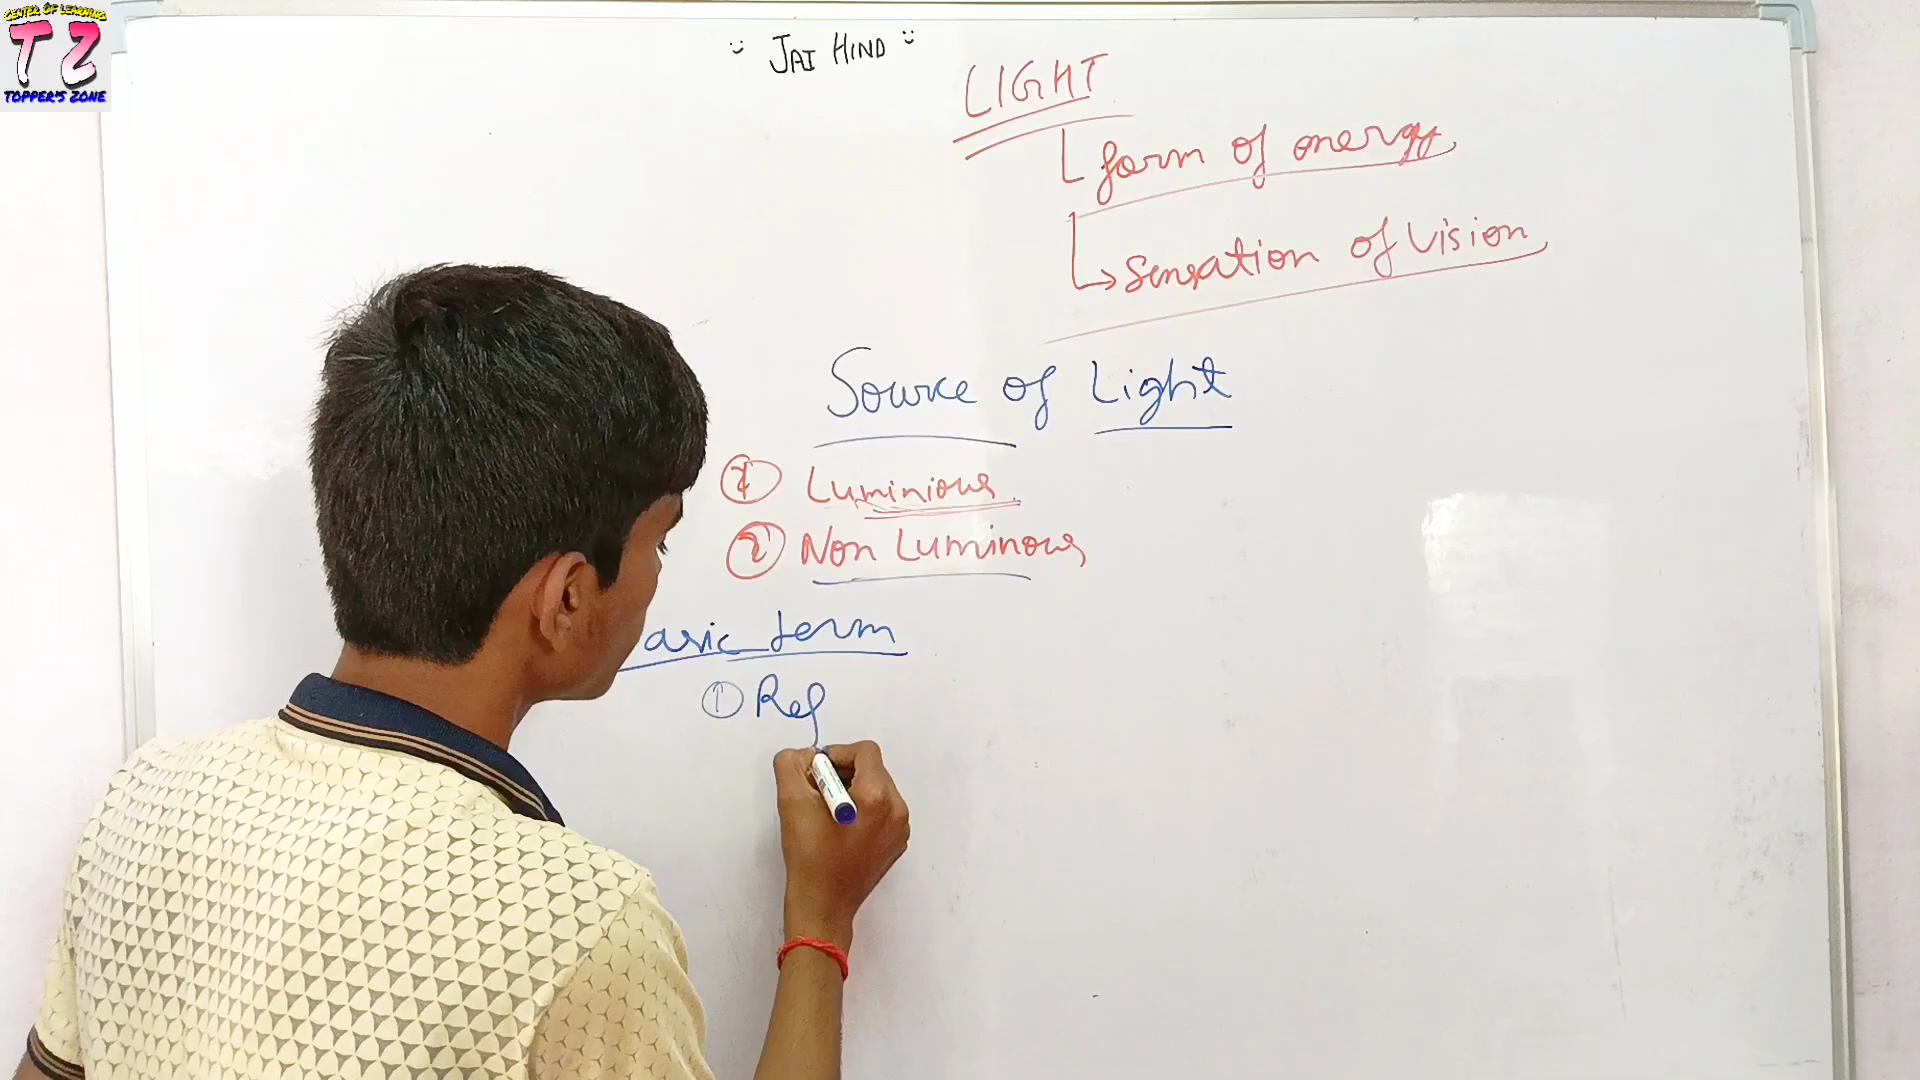 CENTER OF LEARNING
TZ
TOPPER'S ZONE
JAI HIND
LIGHT
form of energy
sensation of vision
Source of Light
① Luminious
② Non Luminous
asic term
① Ref